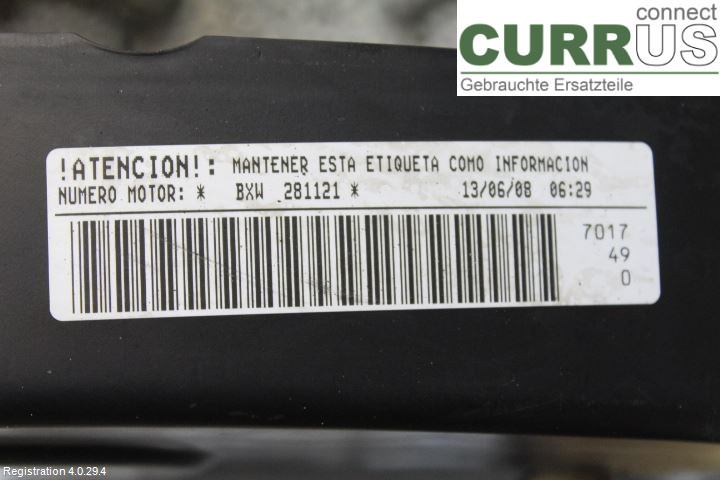 connect
CURRUS
Gebrauchte Ersatzteile
!ATENCION!: MANTENER ESTA ETIQUETA COMO INFORMACION
NUMERO MOTOR: * BXW 281121 * 13/06/08 06:29
7017
49
0
Registration 4.0.29.4